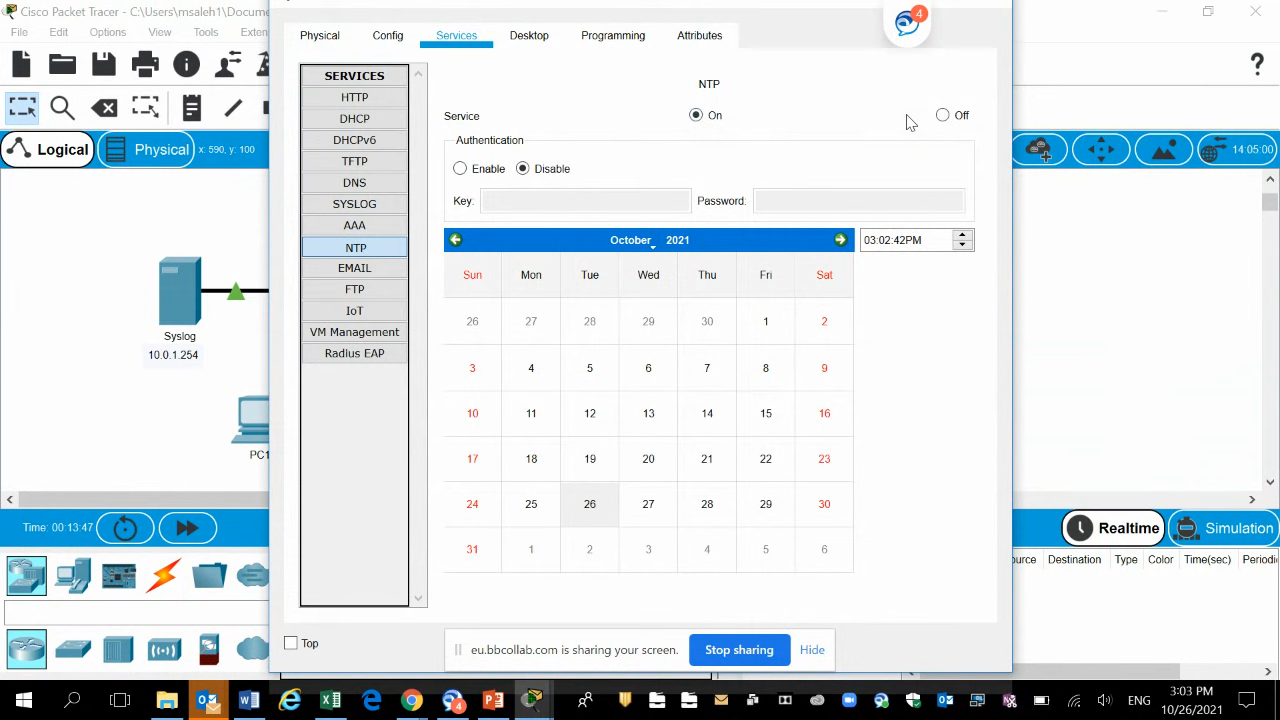 Cisco Packet Tracer - C:\Users\msaleh1\Docume
4
File Edit Options View Tools Exten
Physical Config Services Desktop Programming Attributes
SERVICES
HTTP
DHCP
DHCPv6
TFTP
DNS
SYSLOG
AAA
NTP
EMAIL
FTP
IoT
VM Management
Radius EAP
NTP
Service On Off
Authentication
Enable Disable
Key: Password:
October 2021 03:02:42PM
Sun Mon Tue Wed Thu Fri Sat
26 27 28 29 30 1 2
3 4 5 6 7 8 9
10 11 12 13 14 15 16
17 18 19 20 21 22 23
24 25 26 27 28 29 30
31 1 2 3 4 5 6
Logical Physical x: 590, y: 100
14:05:00
Syslog
10.0.1.254
PC1
Time: 00:13:47
Realtime Simulation
ource Destination Type Color Time(sec) Periodi
Top
eu.bbcollab.com is sharing your screen. Stop sharing Hide
4
ENG
3:03 PM
10/26/2021